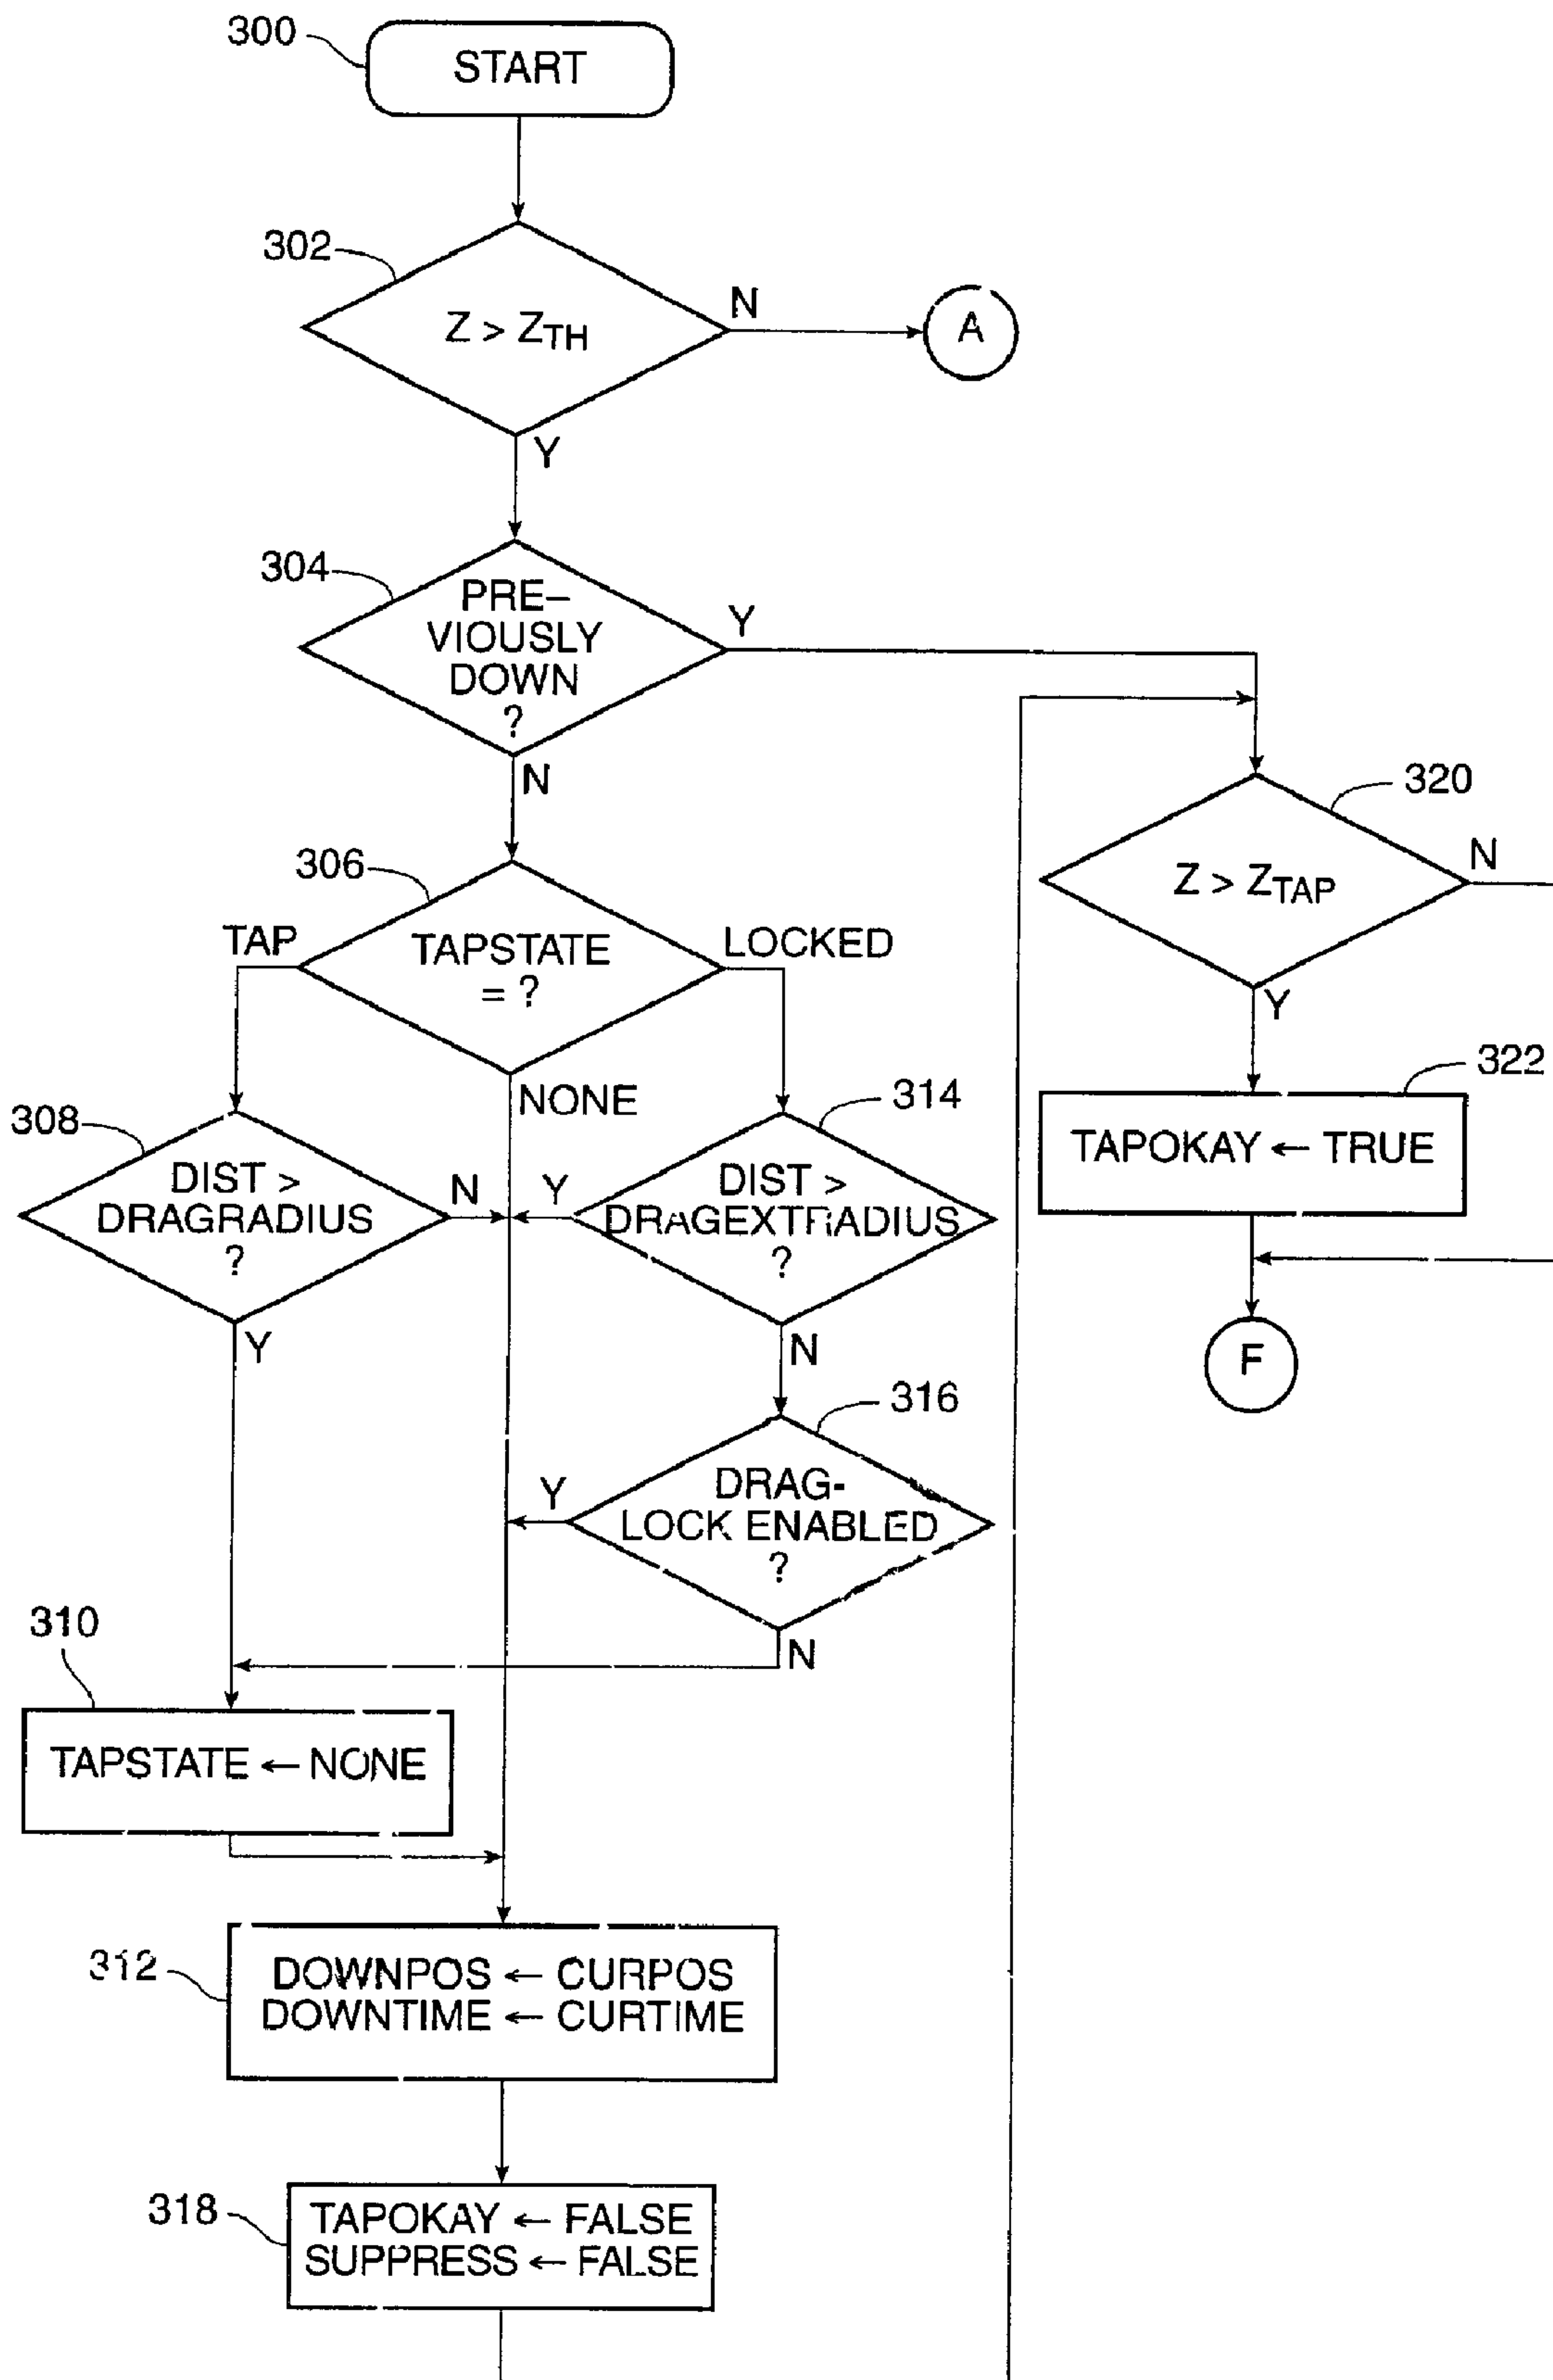 300
START
302
Z > ZTH
N
A
Y
304
PRE–
VIOUSLY
DOWN
?
Y
N
320
Z > ZTAP
N
Y
306
TAPSTATE
= ?
TAP
LOCKED
NONE
322
TAPOKAY ← TRUE
F
308
DIST >
DRAGRADIUS
?
N
Y
314
DIST >
DRAGEXTRADIUS
?
Y
N
316
DRAG-
LOCK ENABLED
?
Y
N
310
TAPSTATE ← NONE
312
DOWNPOS ← CURPOS
DOWNTIME ← CURTIME
318
TAPOKAY ← FALSE
SUPPRESS ← FALSE